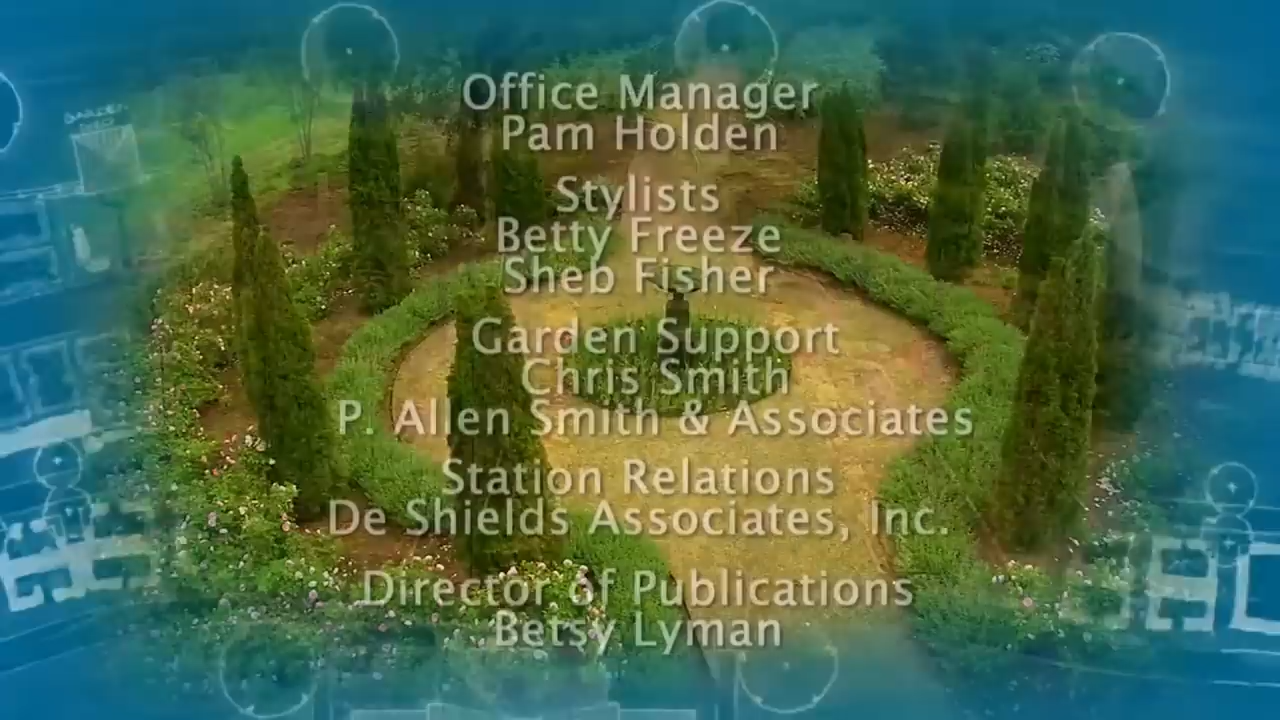 Office Manager
Pam Holden
Stylists
Betty Freeze
Sheb Fisher
Garden Support
Chris Smith
P. Allen Smith & Associates
Station Relations
De Shields Associates, Inc.
Director of Publications
Betsy Lyman